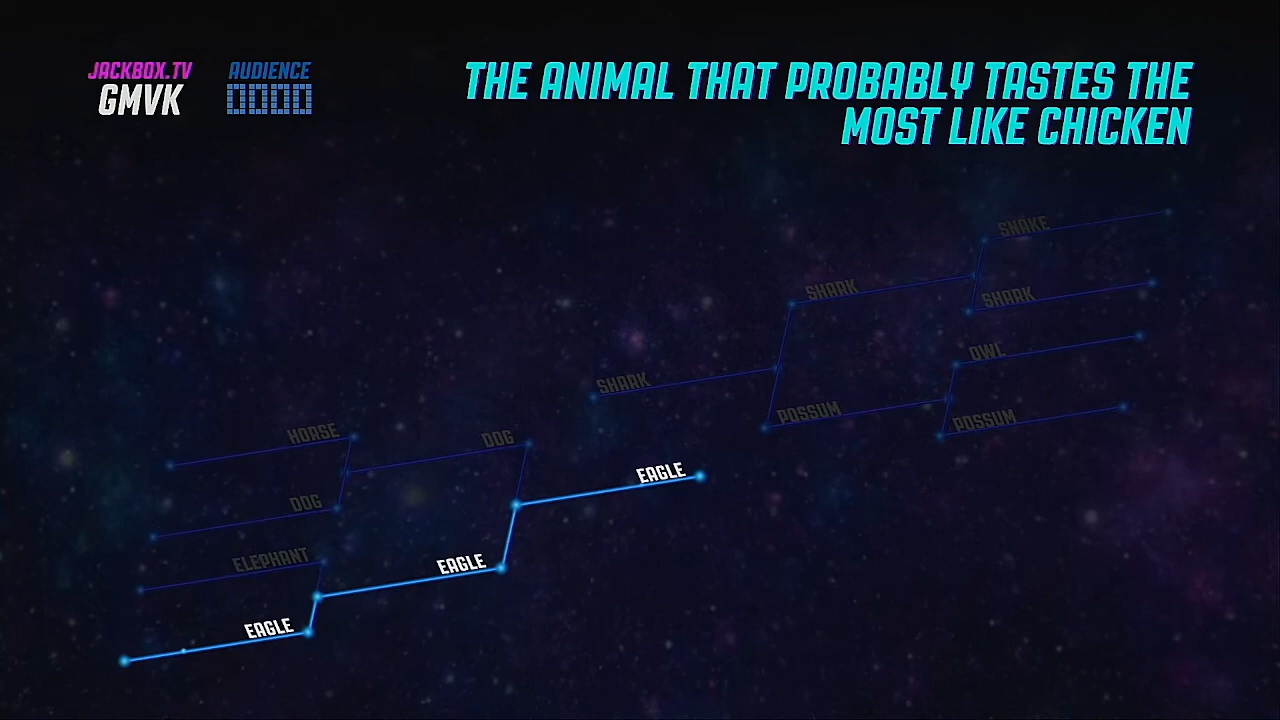 JACKBOX.TV
GMVK
AUDIENCE
THE ANIMAL THAT PROBABLY TASTES THE
MOST LIKE CHICKEN
SNAKE
SHARK
SHARK
OWL
SHARK
POSSUM
POSSUM
HORSE
DOG
EAGLE
DOG
ELEPHANT
EAGLE
EAGLE